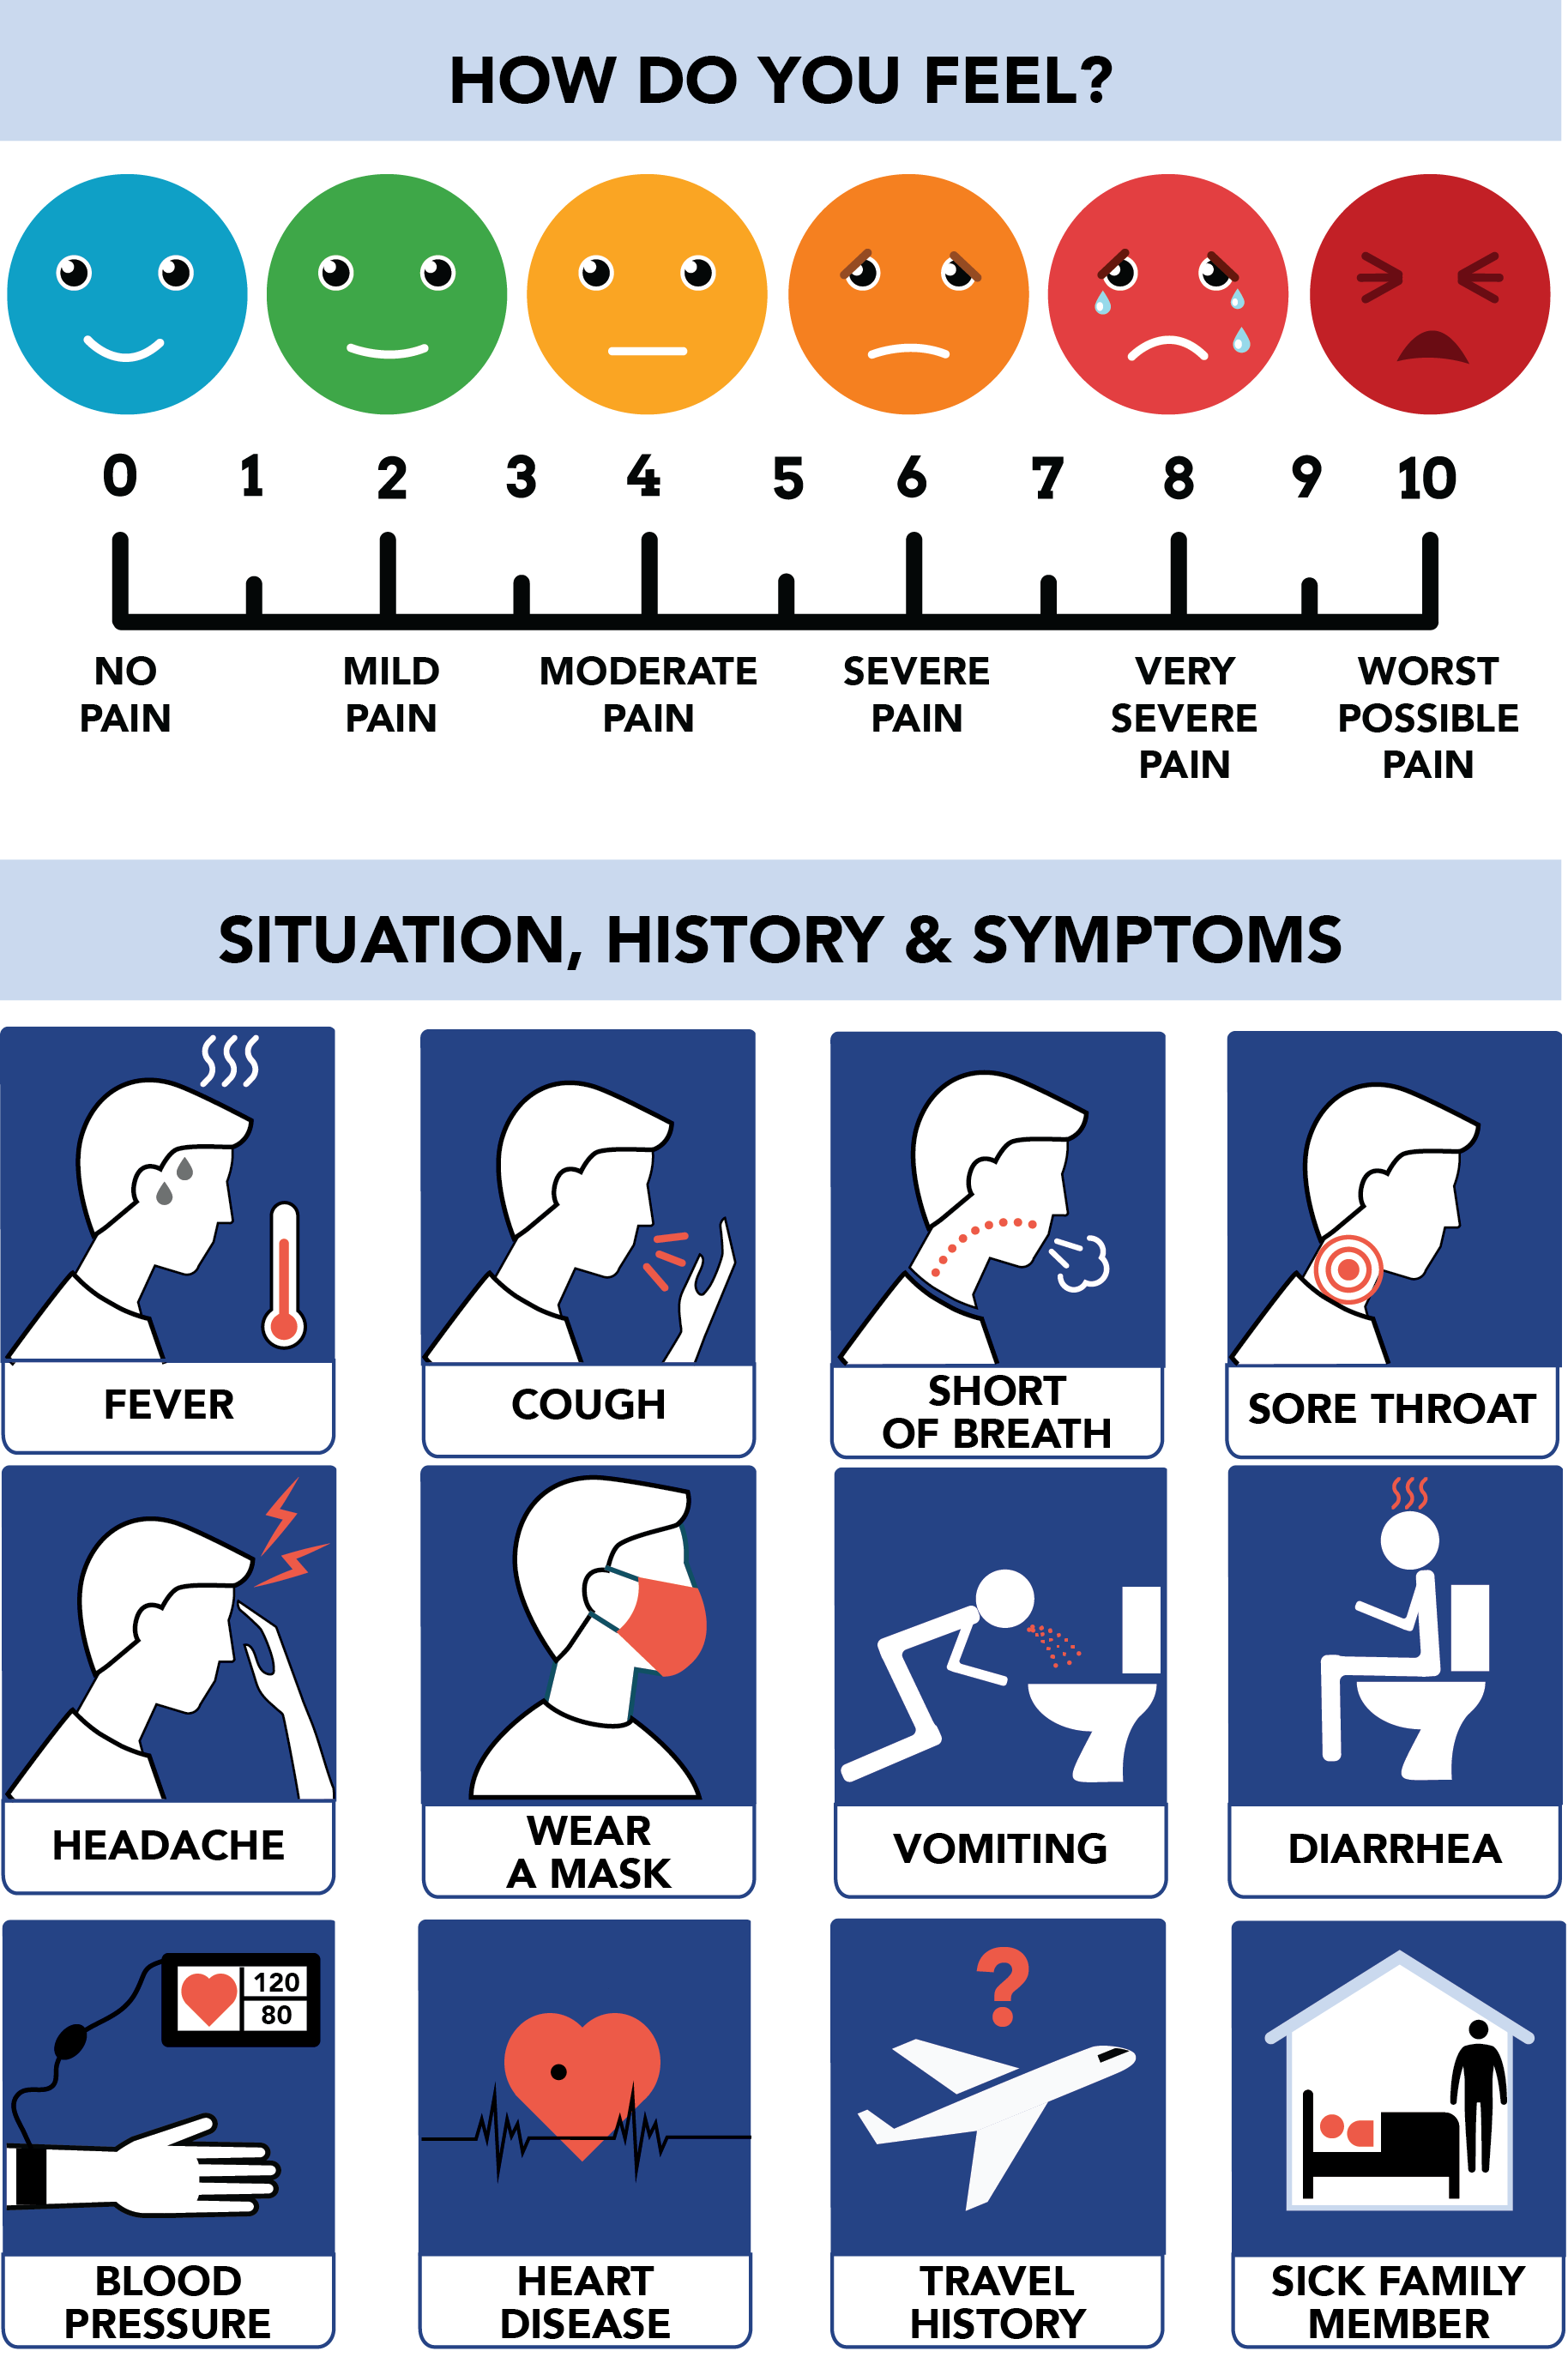 HOW DO YOU FEEL?
0 1 2 3 4 5 6 7 8 9 10
NO
PAIN
MILD
PAIN
MODERATE
PAIN
SEVERE
PAIN
VERY
SEVERE
PAIN
WORST
POSSIBLE
PAIN
SITUATION, HISTORY & SYMPTOMS
FEVER
COUGH
SHORT
OF BREATH
SORE THROAT
HEADACHE
WEAR
A MASK
VOMITING
DIARRHEA
120
80
BLOOD
PRESSURE
HEART
DISEASE
?
TRAVEL
HISTORY
SICK FAMILY
MEMBER